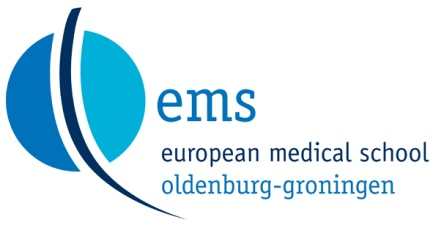 ems
european medical school
oldenburg-groningen